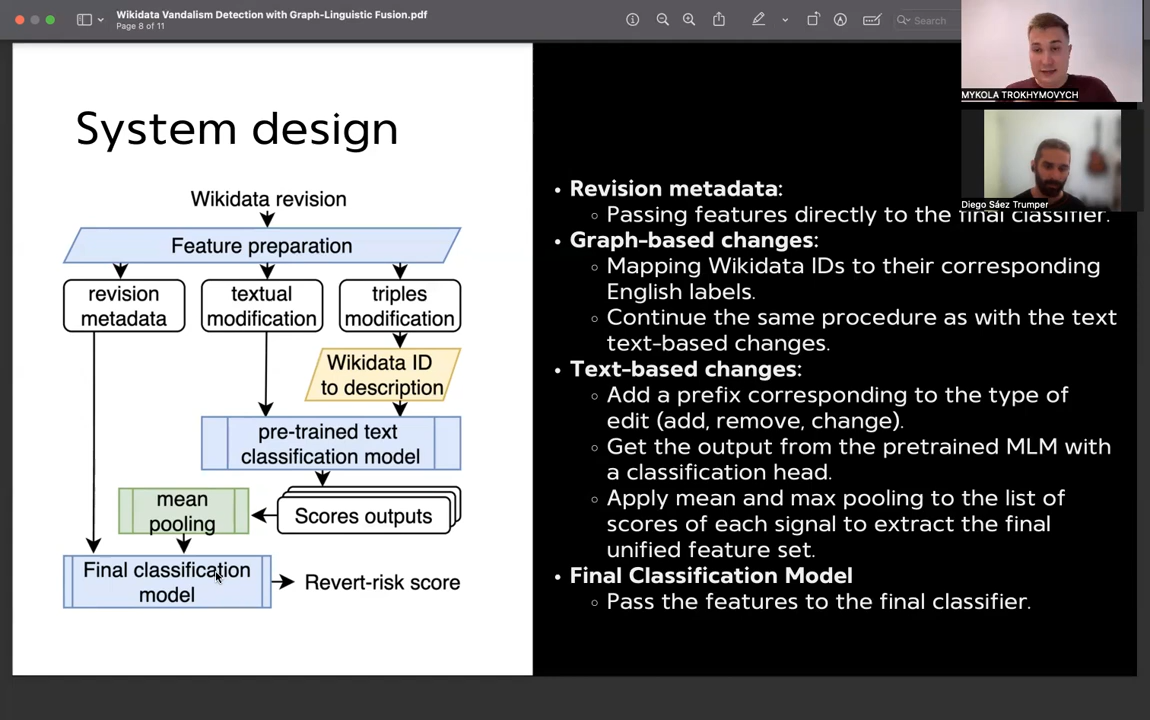 Wikidata Vandalism Detection with Graph-Linguistic Fusion.pdf
Page 8 of 11
Search
MYKOLA TROKHYMOVYCH
Diego Sáez Trumper
System design
Wikidata revision
Feature preparation
revision
metadata
textual
modification
triples
modification
Wikidata ID
to description
pre-trained text
classification model
mean
pooling
Scores outputs
Final classification
model
Revert-risk score
• Revision metadata:
◦ Passing features directly to the final classifier.
• Graph-based changes:
◦ Mapping Wikidata IDs to their corresponding
English labels.
◦ Continue the same procedure as with the text
text-based changes.
• Text-based changes:
◦ Add a prefix corresponding to the type of
edit (add, remove, change).
◦ Get the output from the pretrained MLM with
a classification head.
◦ Apply mean and max pooling to the list of
scores of each signal to extract the final
unified feature set.
• Final Classification Model
◦ Pass the features to the final classifier.